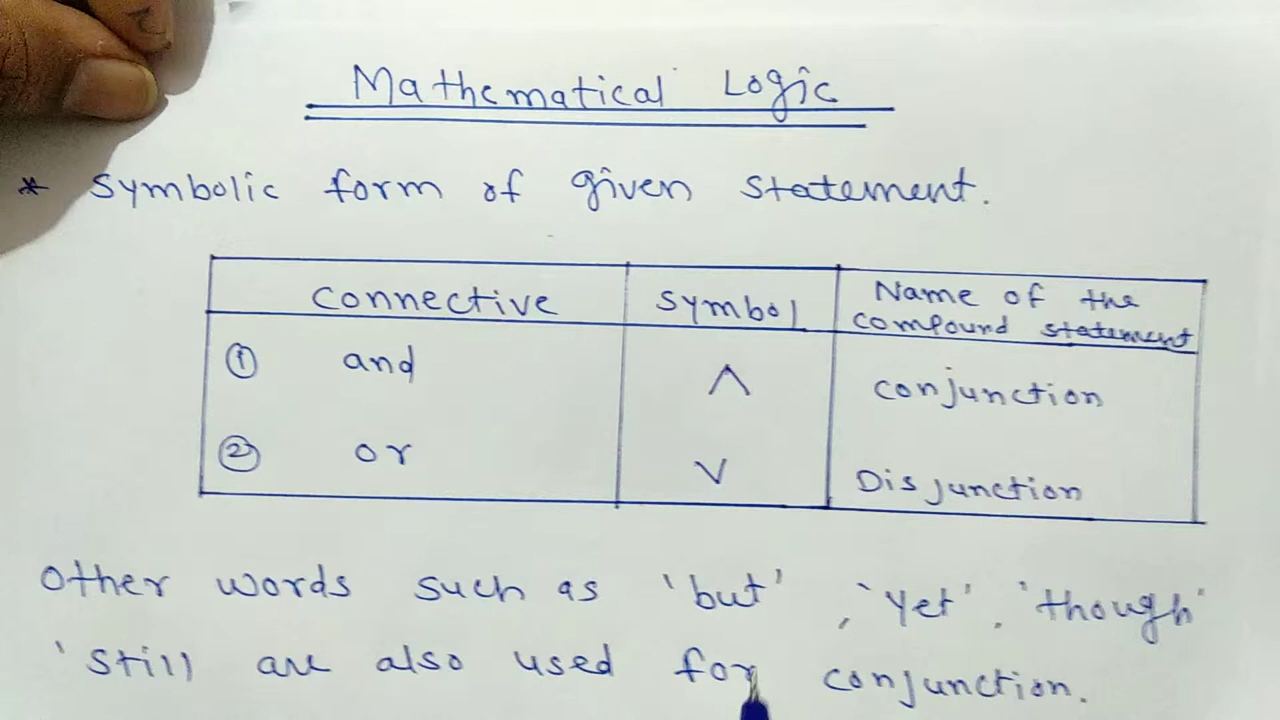 Mathematical Logic
* Symbolic form of given statement.
Connective Symbol Name of the compound statement
① and ∧ conjunction
② or ∨ Disjunction
Other words such as 'but', 'yet', 'though'
'still are also used for conjunction.